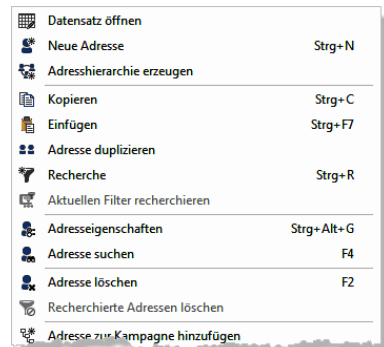 Datensatz öffnen
Neue Adresse Strg+N
Adresshierarchie erzeugen
Kopieren Strg+C
Einfügen Strg+F7
Adresse duplizieren
Recherche Strg+R
Aktuellen Filter recherchieren
Adresseigenschaften Strg+Alt+G
Adresse suchen F4
Adresse löschen F2
Recherchierte Adressen löschen
Adresse zur Kampagne hinzufügen